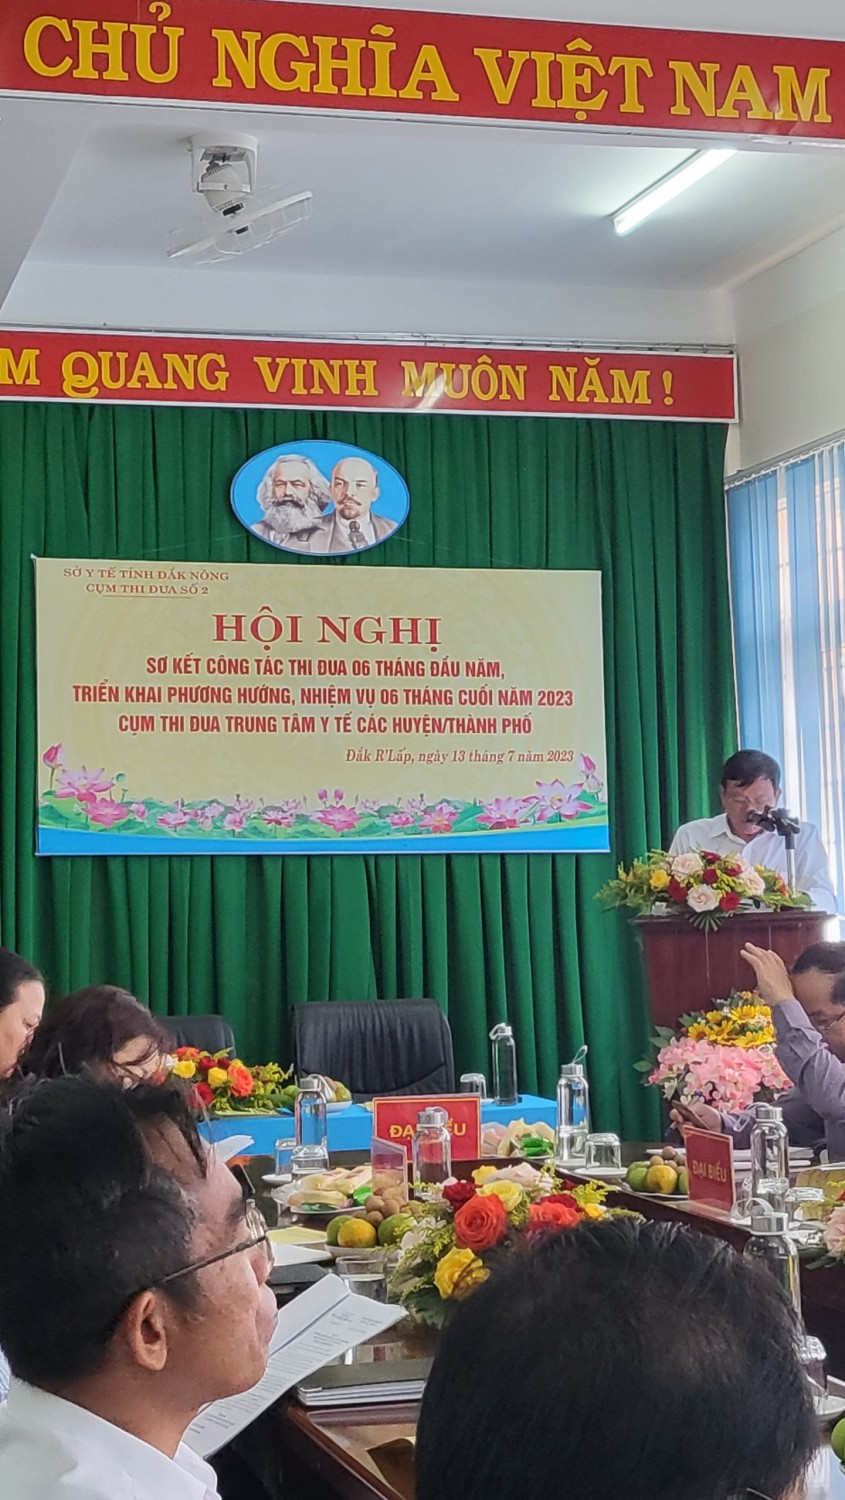 CHỦ NGHĨA VIỆT NAM
M QUANG VINH MUÔN NĂM !
SỞ Y TẾ TỈNH ĐẮK NÔNG
CỤM THI ĐUA SỐ 2
HỘI NGHỊ
SƠ KẾT CÔNG TÁC THI ĐUA 06 THÁNG ĐẦU NĂM,
TRIỂN KHAI PHƯƠNG HƯỚNG, NHIỆM VỤ 06 THÁNG CUỐI NĂM 2023
CỤM THI ĐUA TRUNG TÂM Y TẾ CÁC HUYỆN/THÀNH PHỐ
Đắk R'Lấp, ngày 13 tháng 7 năm 2023
ĐẠI BIỂU
ĐẠI BIỂU